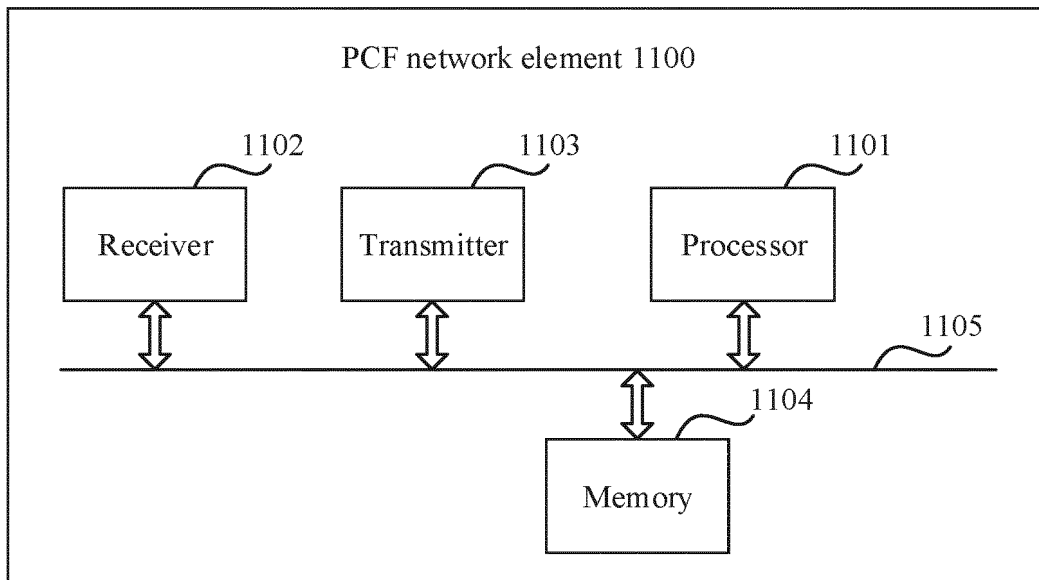 PCF network element 1100
1102
1103
1101
Receiver
Transmitter
Processor
1105
1104
Memory